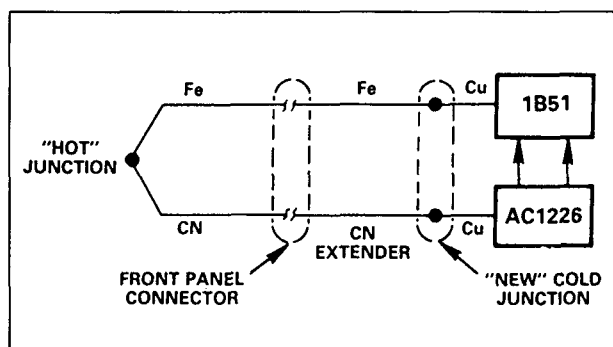 Fe
Fe
Cu
1B51
"HOT"
JUNCTION
CN
CN
EXTENDER
Cu
AC1226
FRONT PANEL
CONNECTOR
"NEW" COLD
JUNCTION